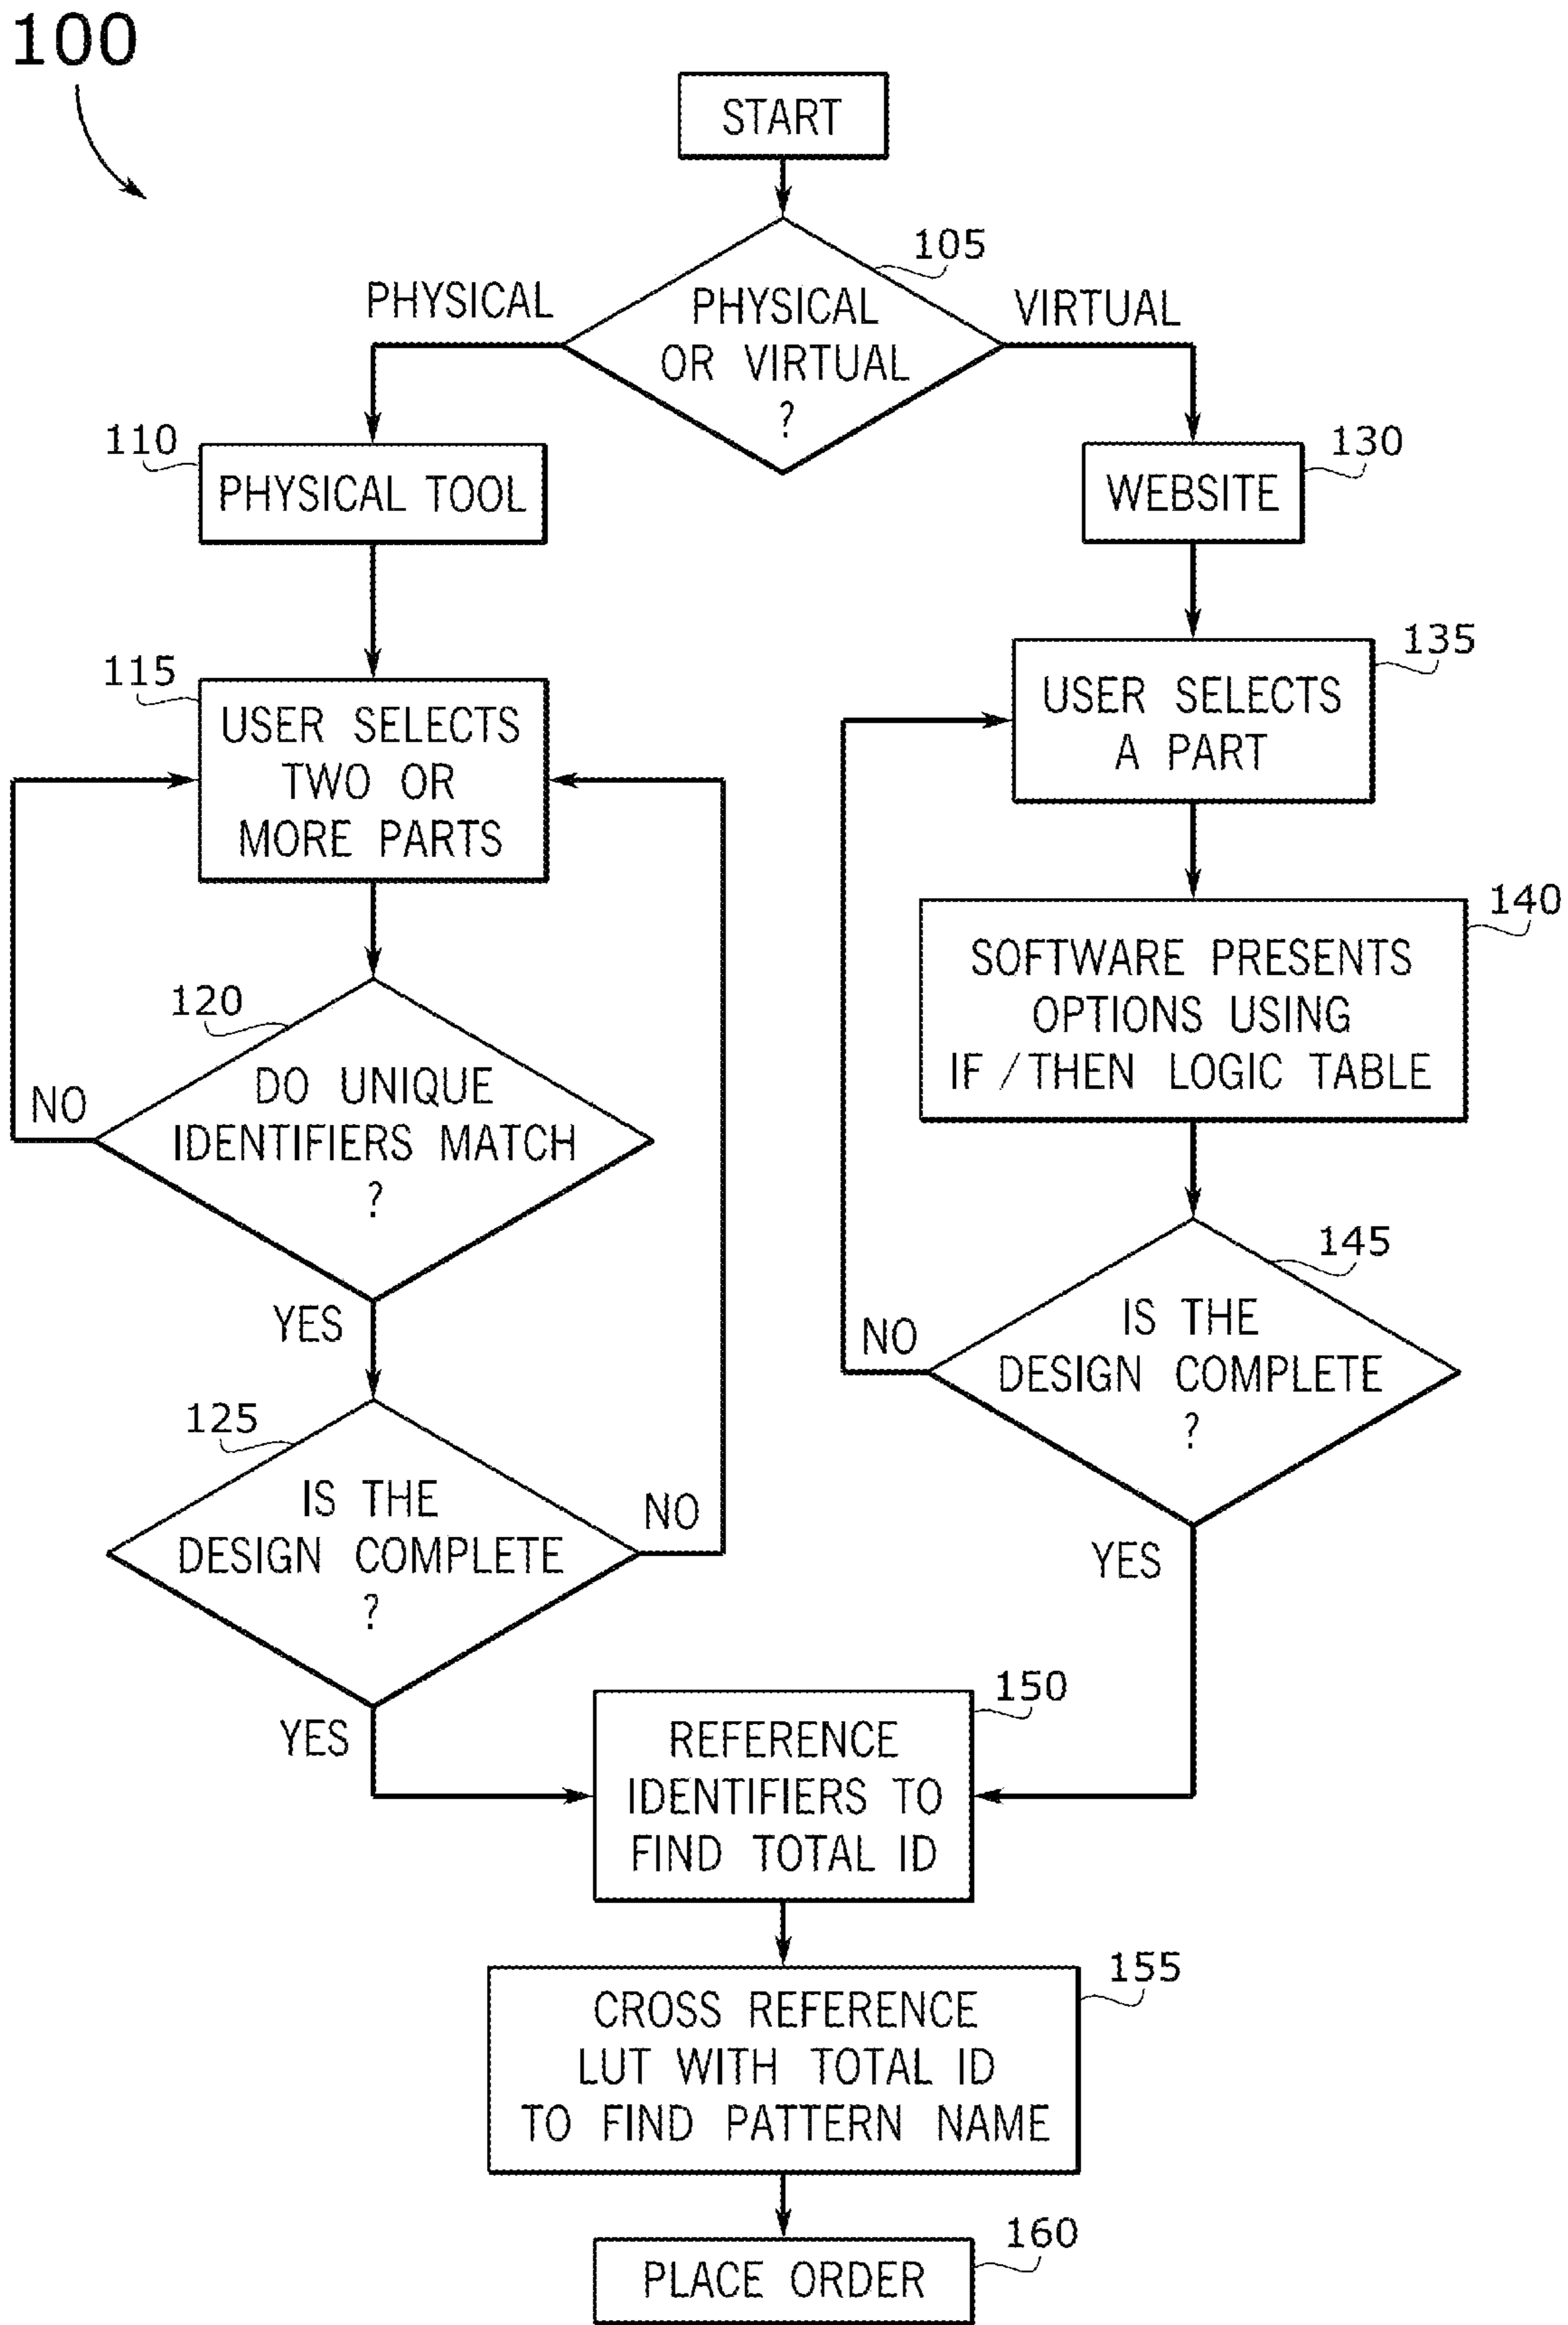 100
START
105
PHYSICAL
VIRTUAL
PHYSICAL
OR VIRTUAL
?
110
PHYSICAL TOOL
130
WEBSITE
115
USER SELECTS
TWO OR
MORE PARTS
135
USER SELECTS
A PART
140
SOFTWARE PRESENTS
OPTIONS USING
IF / THEN LOGIC TABLE
120
NO
DO UNIQUE
IDENTIFIERS MATCH
?
YES
145
NO
IS THE
DESIGN COMPLETE
?
YES
125
IS THE
DESIGN COMPLETE
?
NO
YES
150
REFERENCE
IDENTIFIERS TO
FIND TOTAL ID
155
CROSS REFERENCE
LUT WITH TOTAL ID
TO FIND PATTERN NAME
160
PLACE ORDER